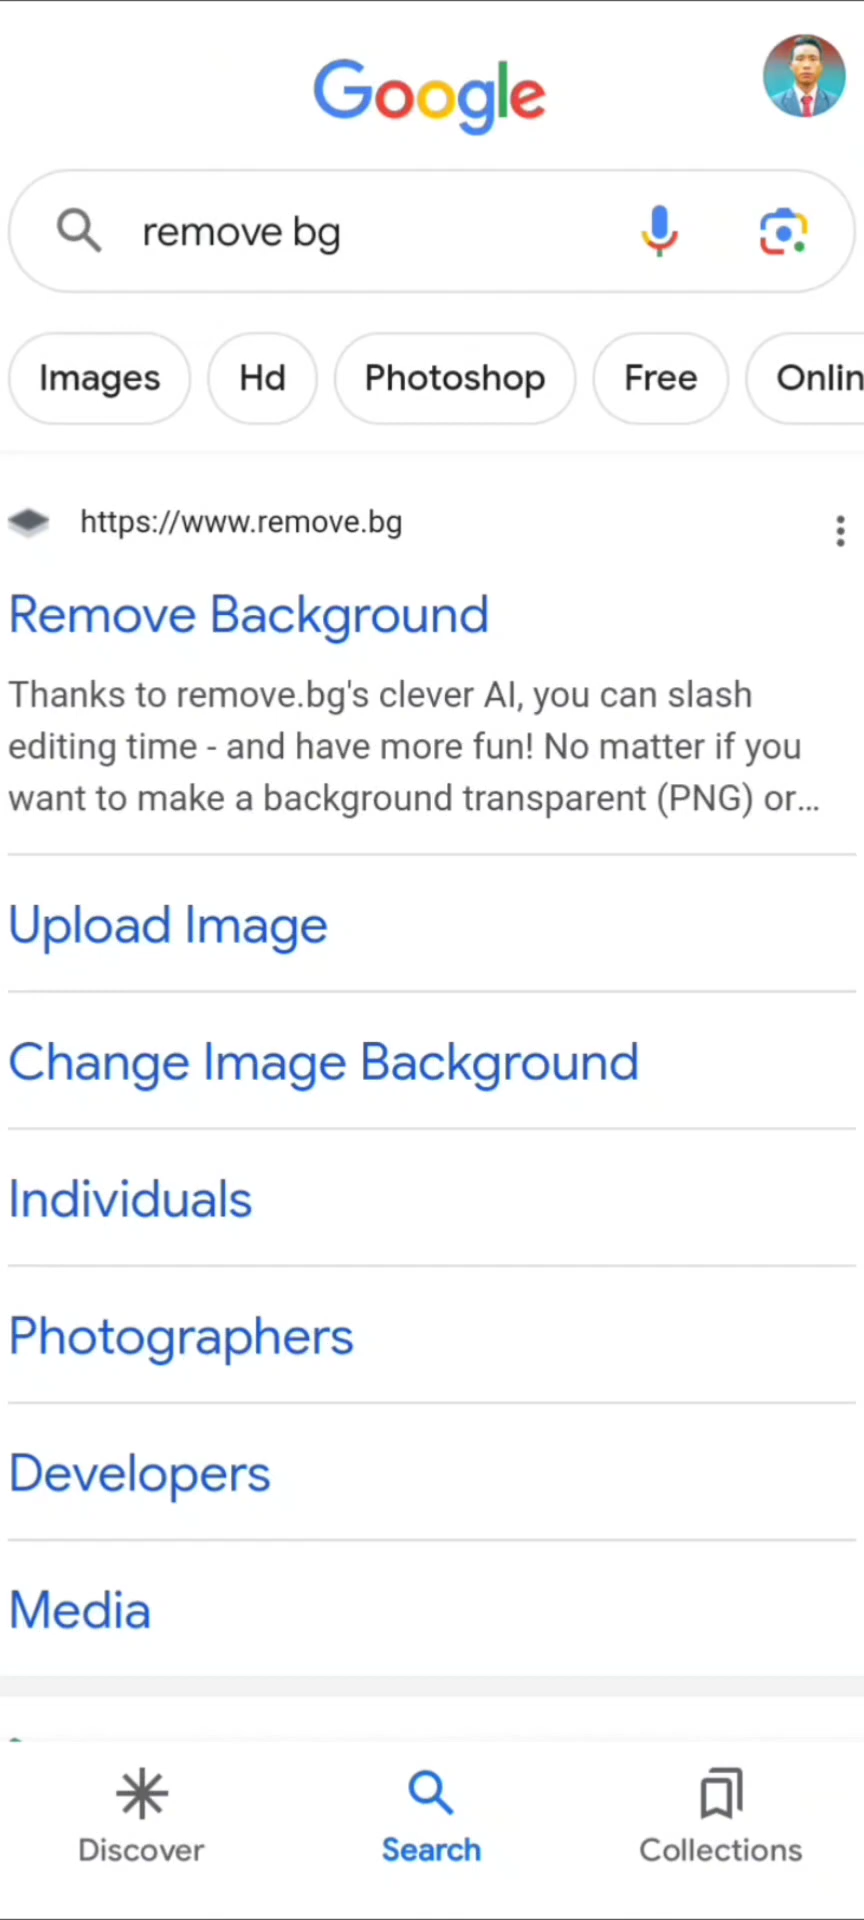 Google
remove bg
Images Hd Photoshop Free Onlin
https://www.remove.bg
Remove Background
Thanks to remove.bg's clever AI, you can slash
editing time - and have more fun! No matter if you
want to make a background transparent (PNG) or...
Upload Image
Change Image Background
Individuals
Photographers
Developers
Media
Discover Search Collections